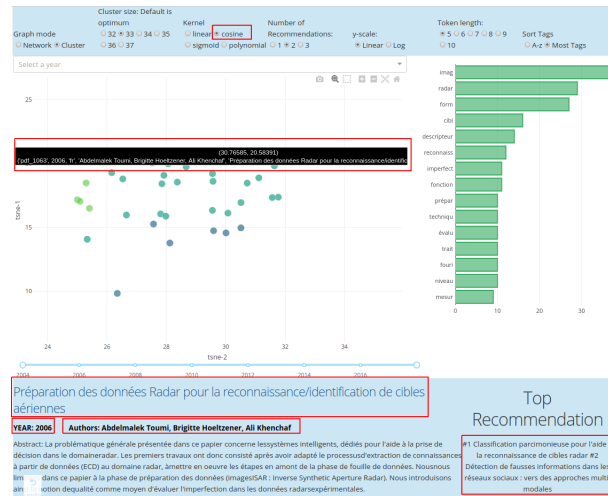 Cluster size: Default is
optimum
Kernel
Number of
Recommendations:
Token length:
Graph mode
32 33 34 35
linear cosine
y-scale:
5 6 7 8 9
Sort Tags
Network Cluster
36 37
sigmoid polynomial
1 2 3
Linear Log
10
A-z Most Tags
Select a year
25
15
10
tsne-1
24
26
28
30
32
34
tsne-2
(30.76585, 20.58391)
('pdf_1063', 2006, 'fr', 'Abdelmalek Toumi, Brigitte Hoeltzener, Ali Khenchaf', 'Préparation des données Radar pour la reconnaissance/identific
2004
2006
2008
2010
2012
2014
2016
imag
radar
form
cibl
descripteur
reconnaiss
imperfect
fonction
prépar
techniqu
évalu
trait
fouri
niveau
mesur
0
10
20
30
Préparation des données Radar pour la reconnaissance/identification de cibles
aériennes
YEAR: 2006
Authors: Abdelmalek Toumi, Brigitte Hoeltzener, Ali Khenchaf
Abstract: La problématique générale présentée dans ce papier concerne lessystèmes intelligents, dédiés pour l'aide à la prise de
décision dans le domaineradar. Les premiers travaux ont donc consisté après avoir adapté le processusd'extraction de connaissances
à partir de données (ECD) au domaine radar, àmettre en oeuvre les étapes en amont de la phase de fouille de données. Nousnous
dans ce papier à la phase de préparation des données (imagesISAR : Inverse Synthetic Aperture Radar). Nous introduisons
notion dequalité comme moyen d'évaluer l'imperfection dans les données radarsexpérimentales.
Top
Recommendation
#1 Classification parcimonieuse pour l'aide
la reconnaissance de cibles radar #2
Détection de fausses informations dans les
réseaux sociaux : vers des approches mult
modales